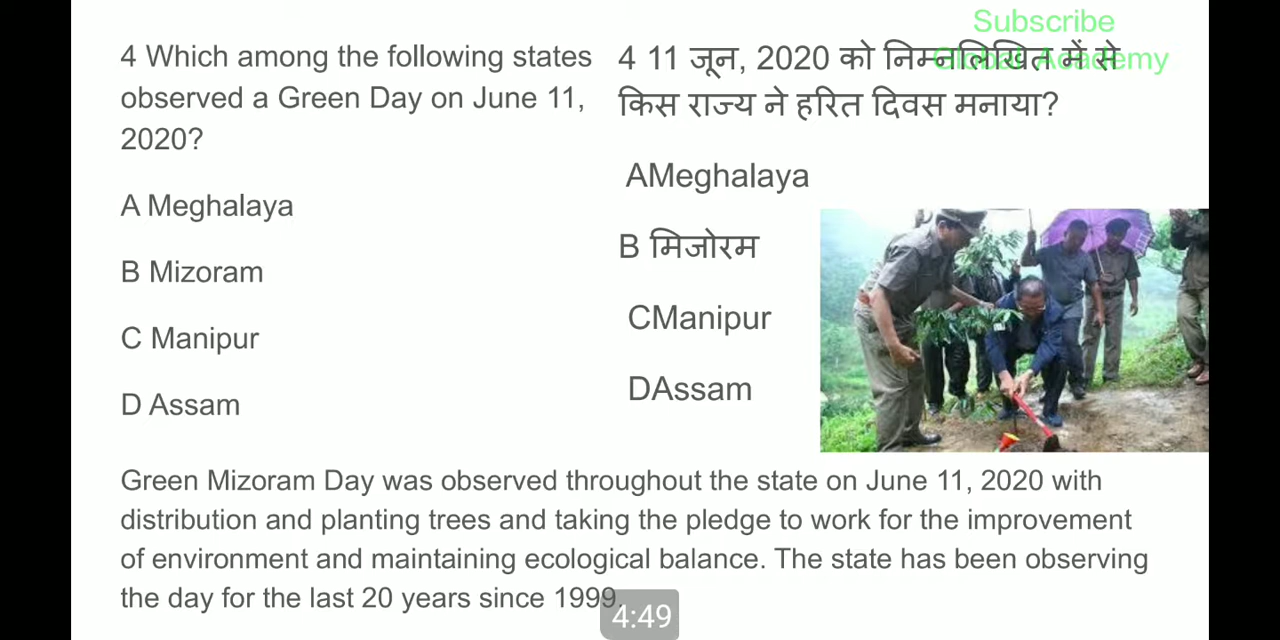 Subscribe
Global Academy
4 Which among the following states
observed a Green Day on June 11,
2020?
A Meghalaya
B Mizoram
C Manipur
D Assam
4 11 जून, 2020 को निम्नलिखित में से
किस राज्य ने हरित दिवस मनाया?
AMeghalaya
B मिजोरम
CManipur
DAssam
Green Mizoram Day was observed throughout the state on June 11, 2020 with
distribution and planting trees and taking the pledge to work for the improvement
of environment and maintaining ecological balance. The state has been observing
the day for the last 20 years since 1999.
4:49